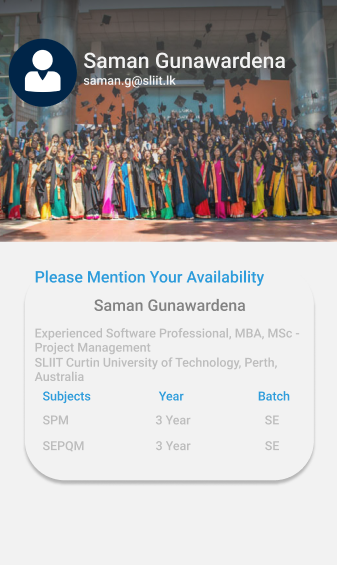 Saman Gunawardena
saman.g@sliit.lk
Please Mention Your Availability
Saman Gunawardena
Experienced Software Professional, MBA, MSc -
Project Management
SLIIT Curtin University of Technology, Perth,
Australia
Subjects Year Batch
SPM 3 Year SE
SEPQM 3 Year SE